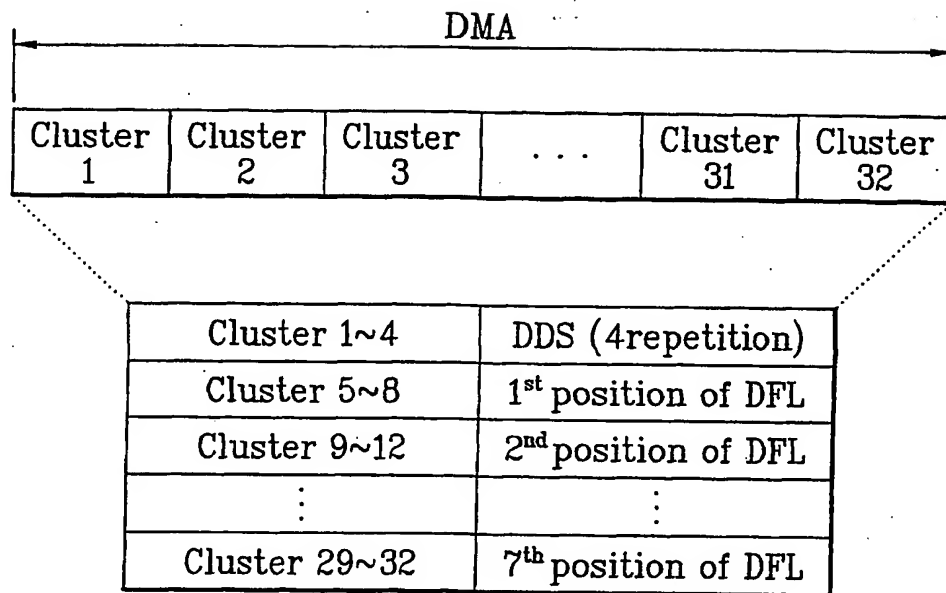 DMA
Cluster 1 Cluster 2 Cluster 3 ... Cluster 31 Cluster 32
Cluster 1~4 DDS (4repetition)
Cluster 5~8 1st position of DFL
Cluster 9~12 2nd position of DFL
⋮ ⋮
Cluster 29~32 7th position of DFL